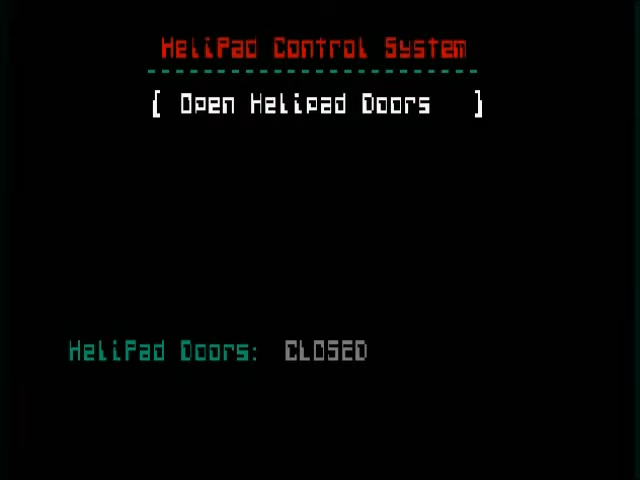 HeliPad Control System
-----------------------
[ Open Helipad Doors ]
HeliPad Doors: CLOSED